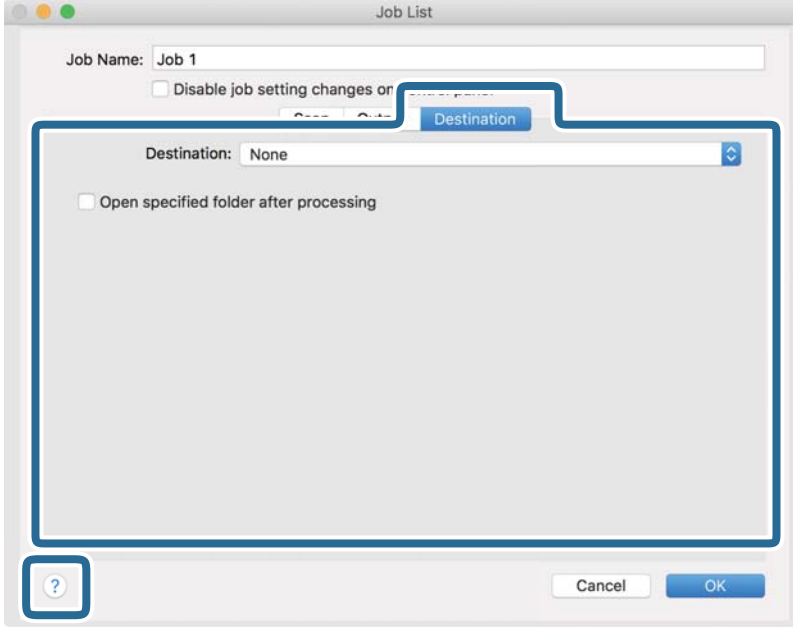 Job List
Job Name: Job 1
Disable job setting changes on
Destination
Destination: None
Open specified folder after processing
? Cancel OK